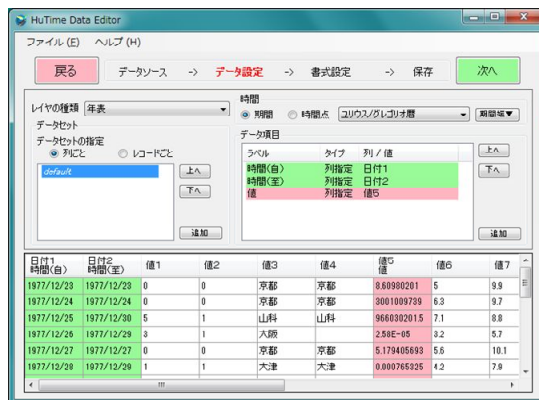 HuTime Data Editor
ファイル(E) ヘルプ(H)
戻る データソース -> データ設定 -> 書式設定 -> 保存 次へ
レイヤの種類 年表
時間
期間 時間点 ユリウス/グレゴリオ暦 期間端▼
データセット
データセットの指定
列ごと レコードごと
default
上へ
下へ
追加
データ項目
ラベル タイプ 列/値
時間(自) 列指定 日付1
時間(至) 列指定 日付2
値 列指定 値5
上へ
下へ
追加
日付1 日付2 値1 値2 値3 値4 値5 値6 値7
時間(自) 時間(至) 値
1977/12/23 1977/12/23 0 0 京都 京都 8.60980201 5 9.9
1977/12/24 1977/12/24 0 0 京都 京都 3001009739 6.3 9.7
1977/12/25 1977/12/30 5 1 山科 山科 966030201.5 7.1 8.8
1977/12/26 1977/12/29 3 1 大阪 2.58E-05 3.2 5.7
1977/12/27 1977/12/27 0 0 京都 京都 5.179405693 5.6 10.1
1977/12/28 1977/12/29 1 1 大津 大津 0.000765325 4.2 7.9